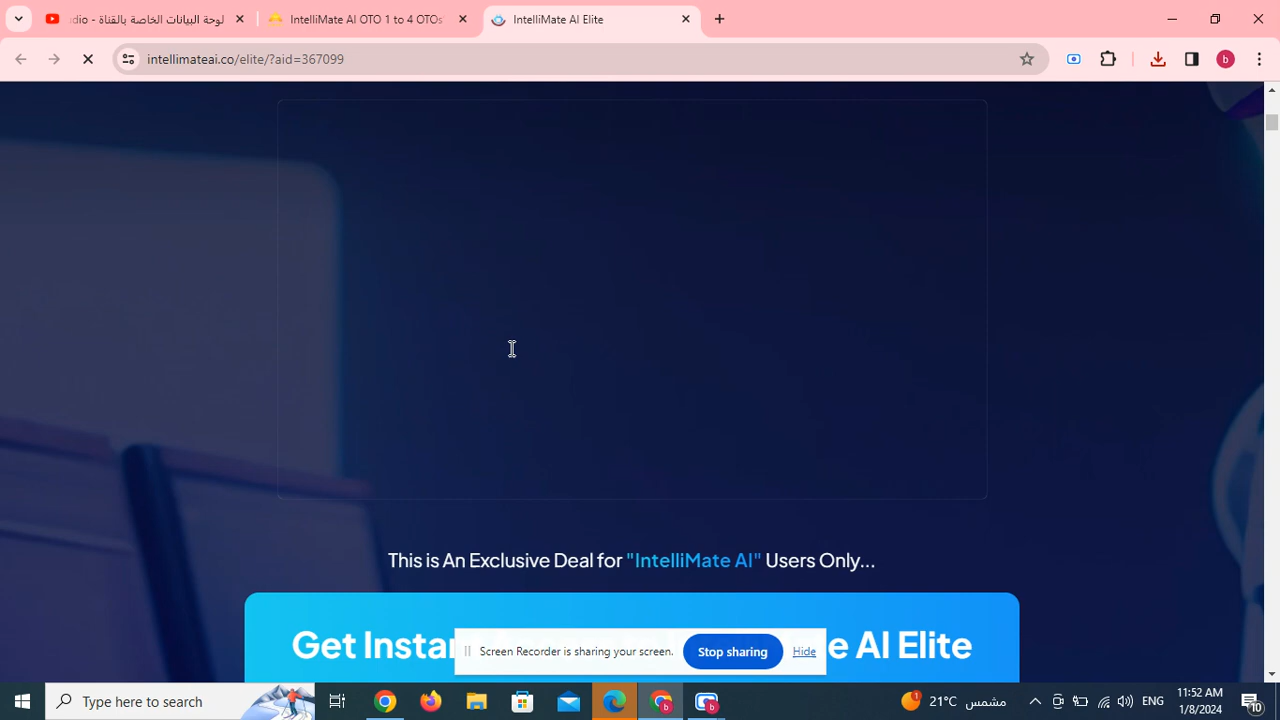 لوحة البيانات الخاصة بالقناة - dio
IntelliMate AI OTO 1 to 4 OTOs
IntelliMate AI Elite
intellimateai.co/elite/?aid=367099
b
This is An Exclusive Deal for "IntelliMate AI" Users Only...
Get Instan
e AI Elite
Screen Recorder is sharing your screen.
Stop sharing
Hide
Type here to search
b
b
1
21°C مشمس
ENG
11:52 AM
1/8/2024
10